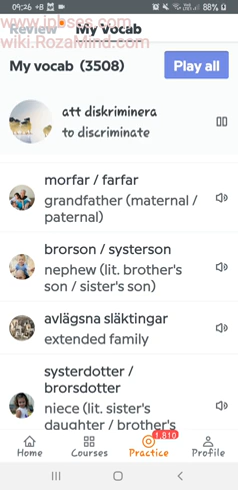 09:26 +B
88%
www.inhses.com
Review My Vocab
wiki.RozaMind.com
My vocab (3508) Play all
att diskriminera
to discriminate
morfar / farfar
grandfather (maternal /
paternal)
brorson / systerson
nephew (lit. brother's
son / sister's son)
avlägsna släktingar
extended family
systerdotter /
brorsdotter
niece (lit. sister's
daughter / brother's
1,810
Home Courses Practice Profile